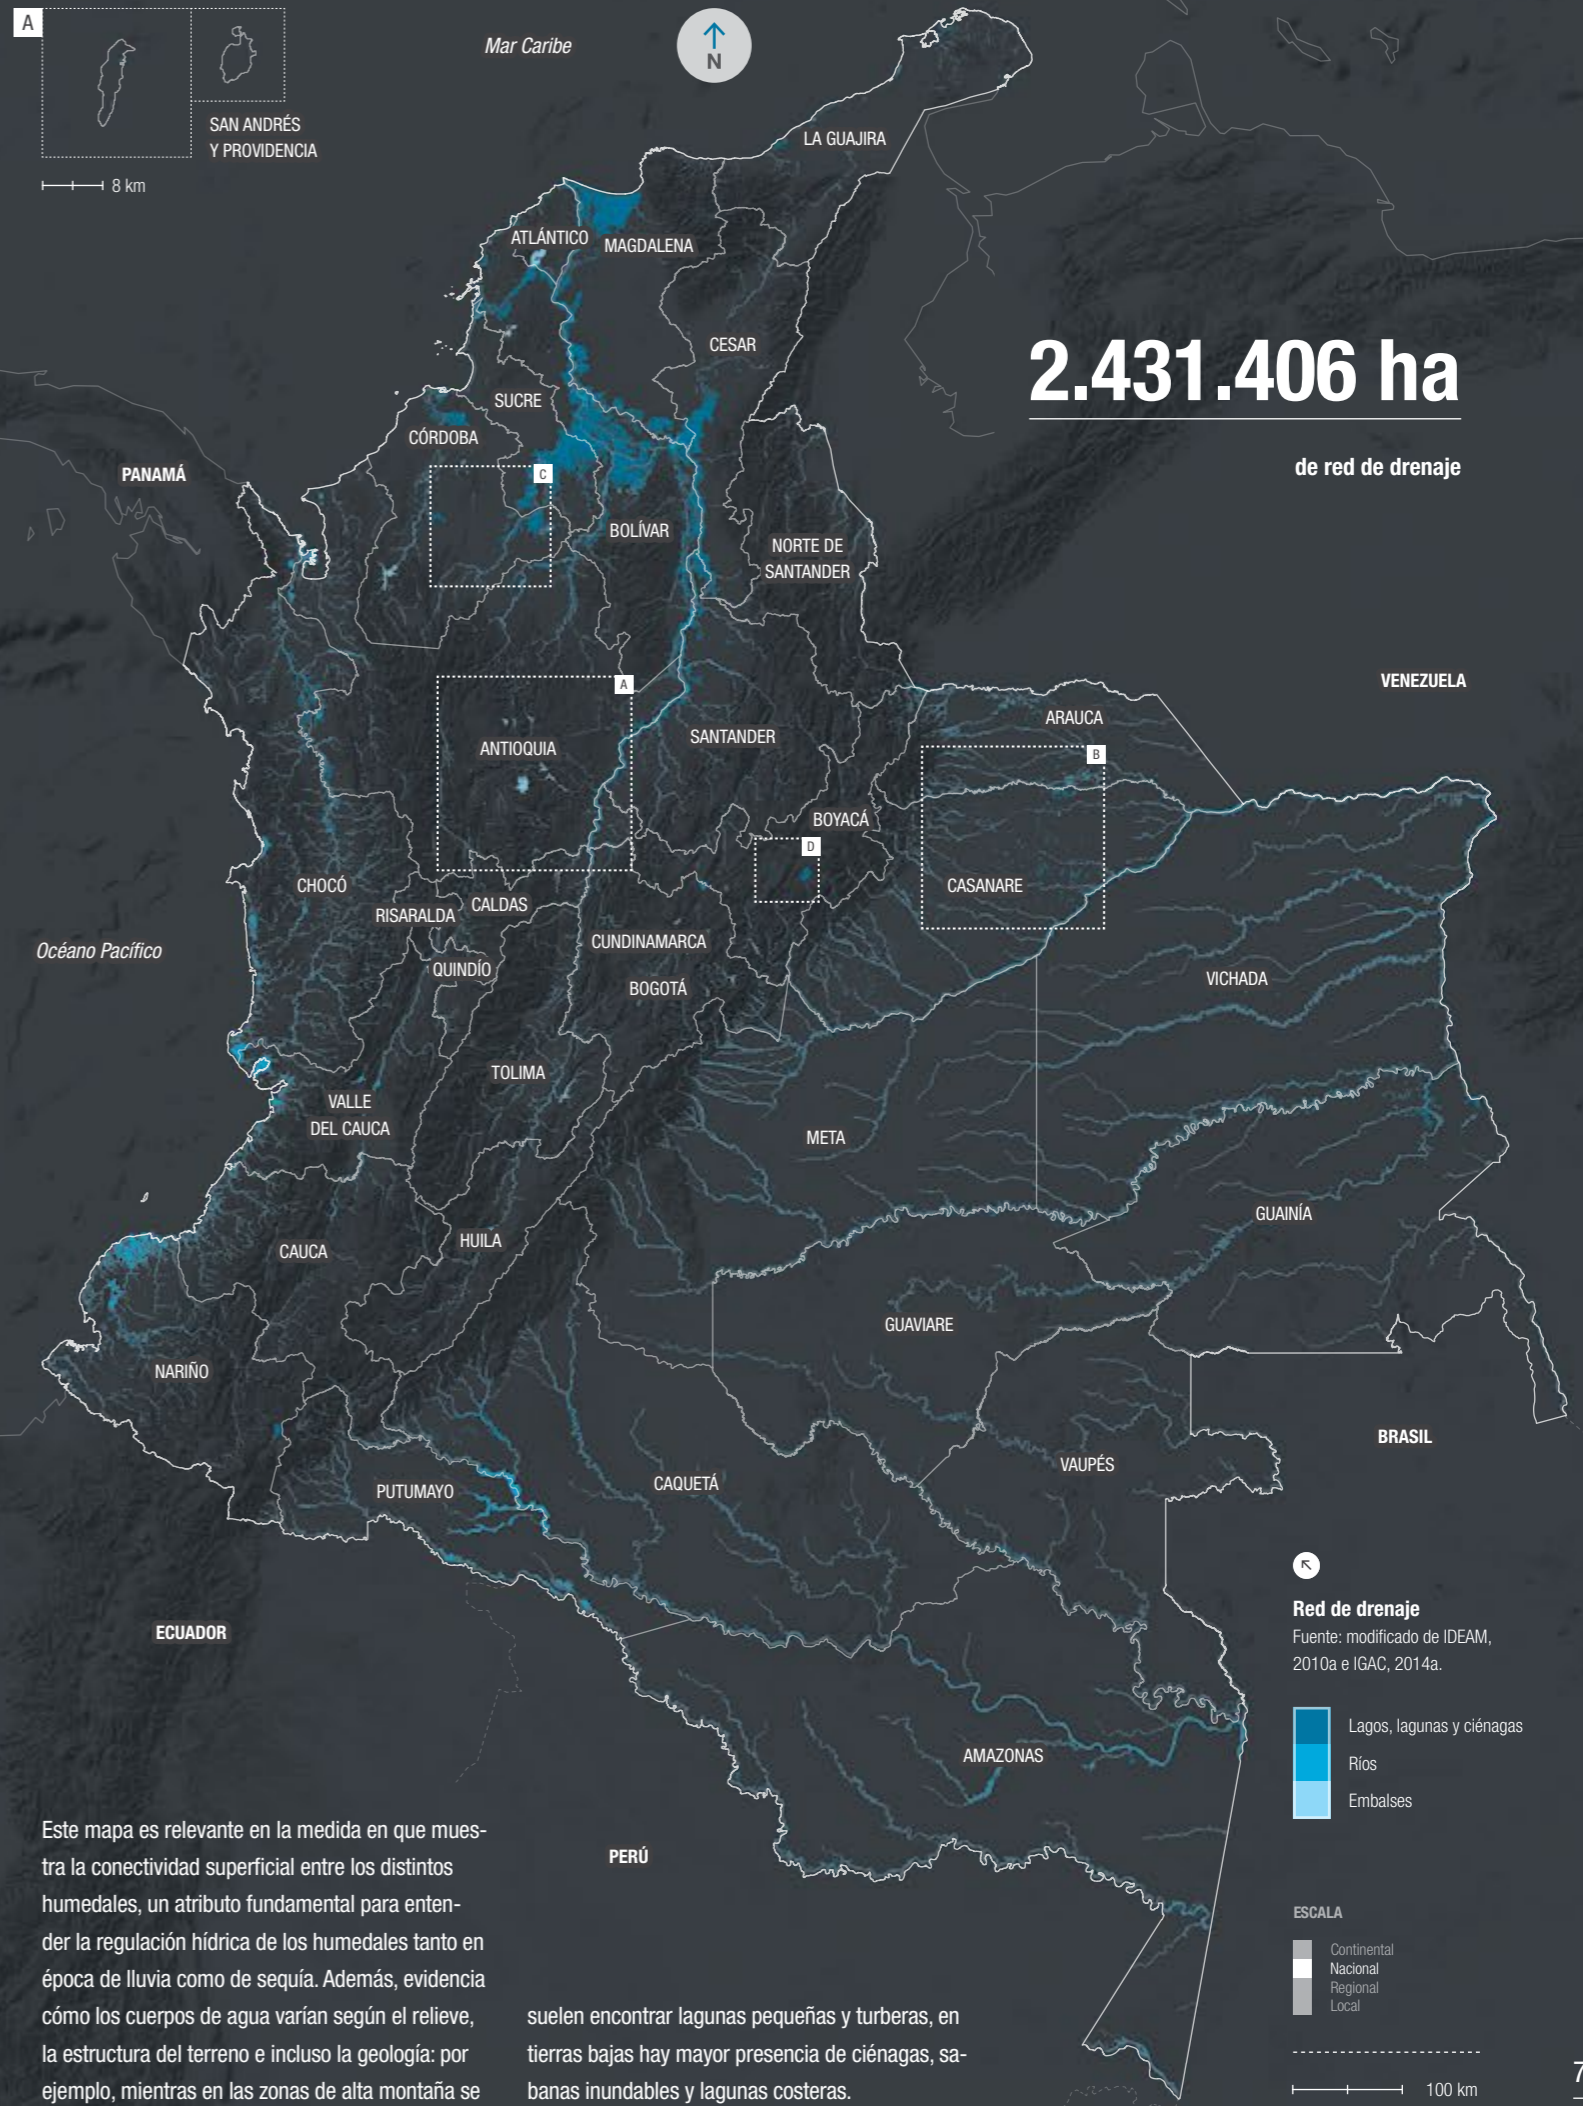 A
Mar Caribe
N
SAN ANDRÉS
Y PROVIDENCIA
8 km
LA GUAJIRA
ATLÁNTICO
MAGDALENA
CESAR
2.431.406 ha
de red de drenaje
SUCRE
CÓRDOBA
PANAMÁ
C
BOLÍVAR
NORTE DE
SANTANDER
VENEZUELA
A
ARAUCA
SANTANDER
ANTIOQUIA
B
BOYACÁ
D
CHOCÓ
CASANARE
RISARALDA
CALDAS
CUNDINAMARCA
Océano Pacífico
QUINDÍO
VICHADA
BOGOTÁ
TOLIMA
VALLE
DEL CAUCA
META
GUAINÍA
HUILA
CAUCA
GUAVIARE
NARIÑO
BRASIL
VAUPÉS
CAQUETÁ
PUTUMAYO
ECUADOR
Red de drenaje
Fuente: modificado de IDEAM,
2010a e IGAC, 2014a.
Lagos, lagunas y ciénagas
Ríos
Embalses
AMAZONAS
PERÚ
Este mapa es relevante en la medida en que mues-
tra la conectividad superficial entre los distintos
humedales, un atributo fundamental para enten-
der la regulación hídrica de los humedales tanto en
época de lluvia como de sequía. Además, evidencia
cómo los cuerpos de agua varían según el relieve,
la estructura del terreno e incluso la geología: por
ejemplo, mientras en las zonas de alta montaña se
suelen encontrar lagunas pequeñas y turberas, en
tierras bajas hay mayor presencia de ciénagas, sa-
banas inundables y lagunas costeras.
ESCALA
Continental
Nacional
Regional
Local
100 km
7